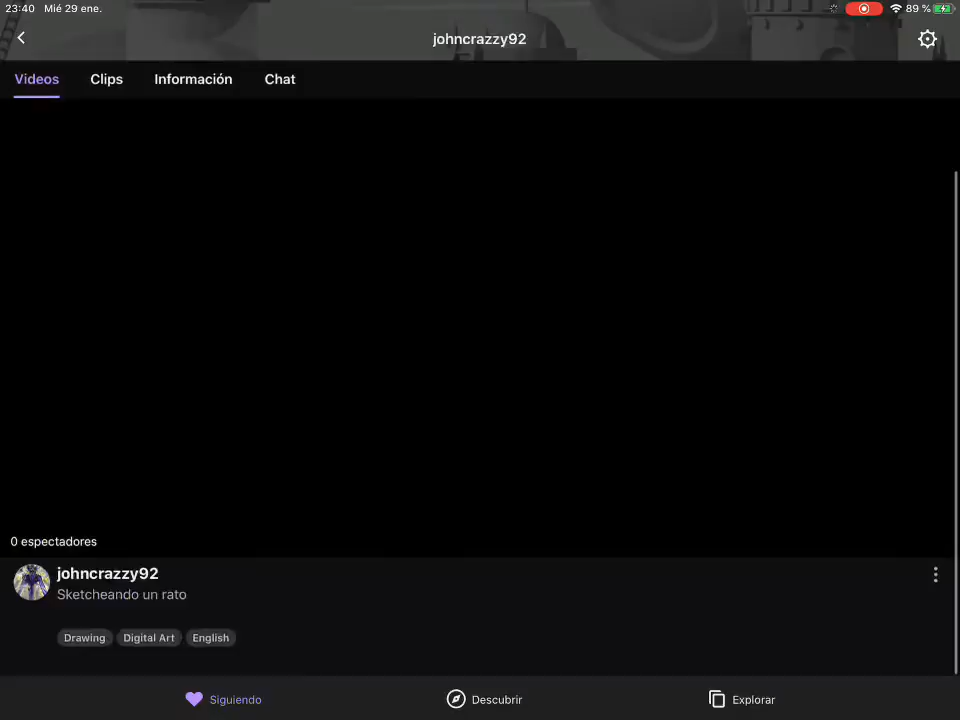 23:40 Mié 29 ene.
89 %
johncrazzy92
Videos Clips Información Chat
0 espectadores
johncrazzy92
Sketcheando un rato
Drawing Digital Art English
Siguiendo Descubrir Explorar